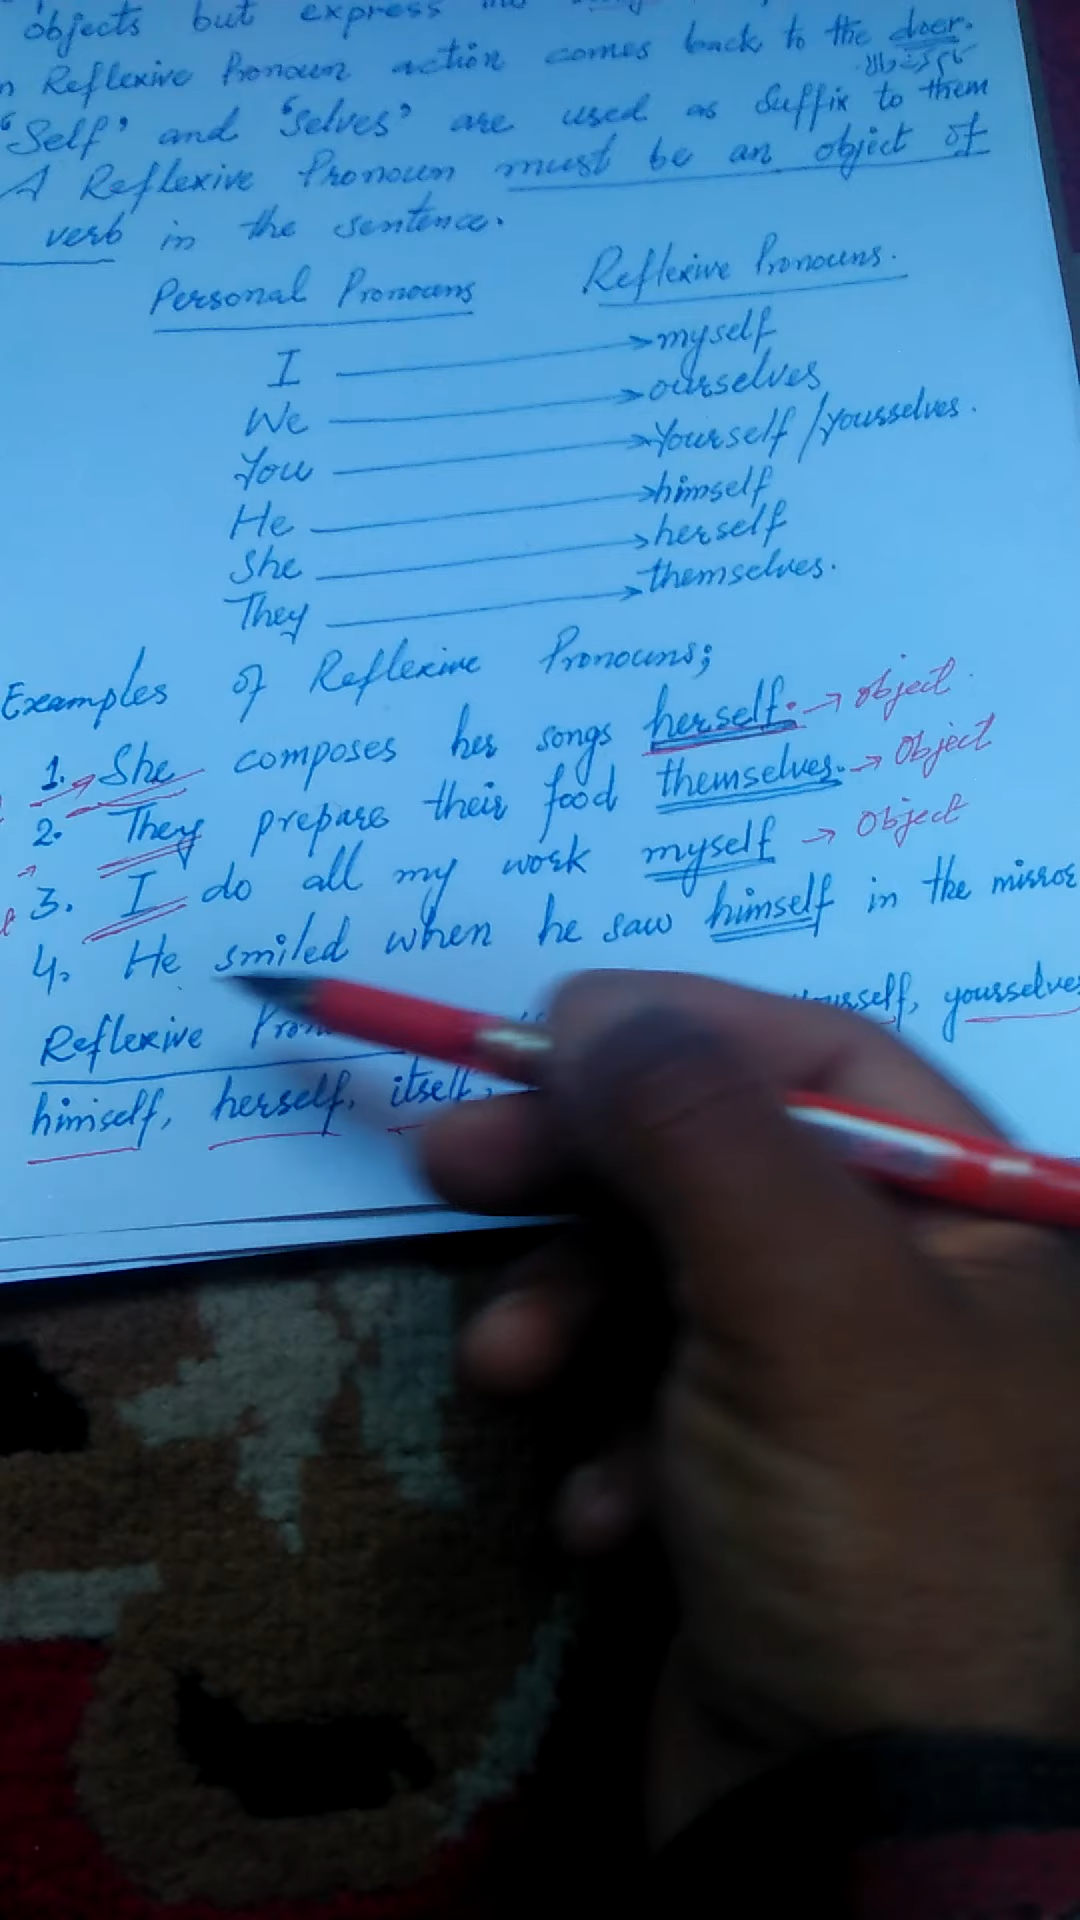 objects but express
Reflexive Pronoun action comes back to the doer.
کام کرنے والا
'Self' and 'Selves' are used as Suffix to them
A Reflexive Pronoun must be an object of
verb in the sentence.
Personal Pronouns Reflexive Pronouns.
I → myself
We → ourselves
You → Yourself / yourselves.
He → himself
She → herself
They → themselves.
Examples of Reflexive Pronouns;
1. → She composes her songs herself. → object
2. They prepare their food themselves. → Object
3. I do all my work myself → Object
4. He smiled when he saw himself in the mirror
Reflexive yourself, yourselves
himself, herself, itself,